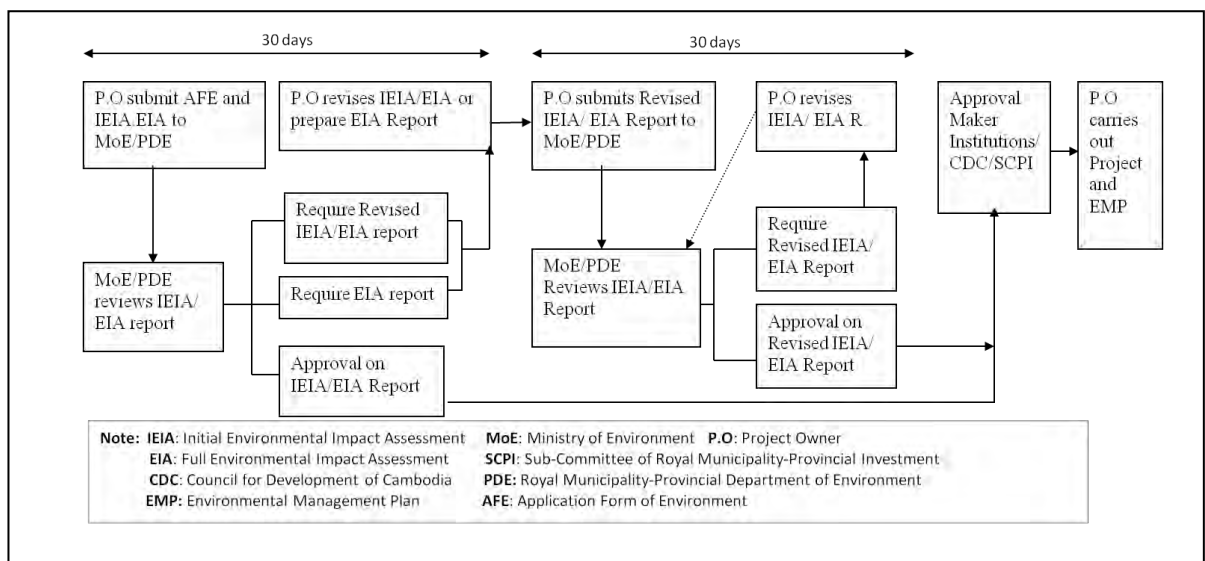 30 days
30 days
P.O submit AFE and
IEIA.EIA to
MoE/PDE
P.O revises IEIA/EIA or
prepare EIA Report
P.O submits Revised
IEIA/ EIA Report to
MoE/PDE
P.O revises
IEIA/ EIA R.
Approval
Maker
Institutions/
CDC/SCPI
P.O
carries
out
Project
and
EMP
Require Revised
IEIA/EIA report
Require EIA report
MoE/PDE
reviews IEIA/
EIA report
Approval on
IEIA/EIA Report
MoE/PDE
Reviews IEIA/EIA
Report
Require
Revised IEIA/
EIA Report
Approval on
Revised IEIA/
EIA Report
Note: IEIA: Initial Environmental Impact Assessment MoE: Ministry of Environment P.O: Project Owner
EIA: Full Environmental Impact Assessment SCPI: Sub-Committee of Royal Municipality-Provincial Investment
CDC: Council for Development of Cambodia PDE: Royal Municipality-Provincial Department of Environment
EMP: Environmental Management Plan AFE: Application Form of Environment